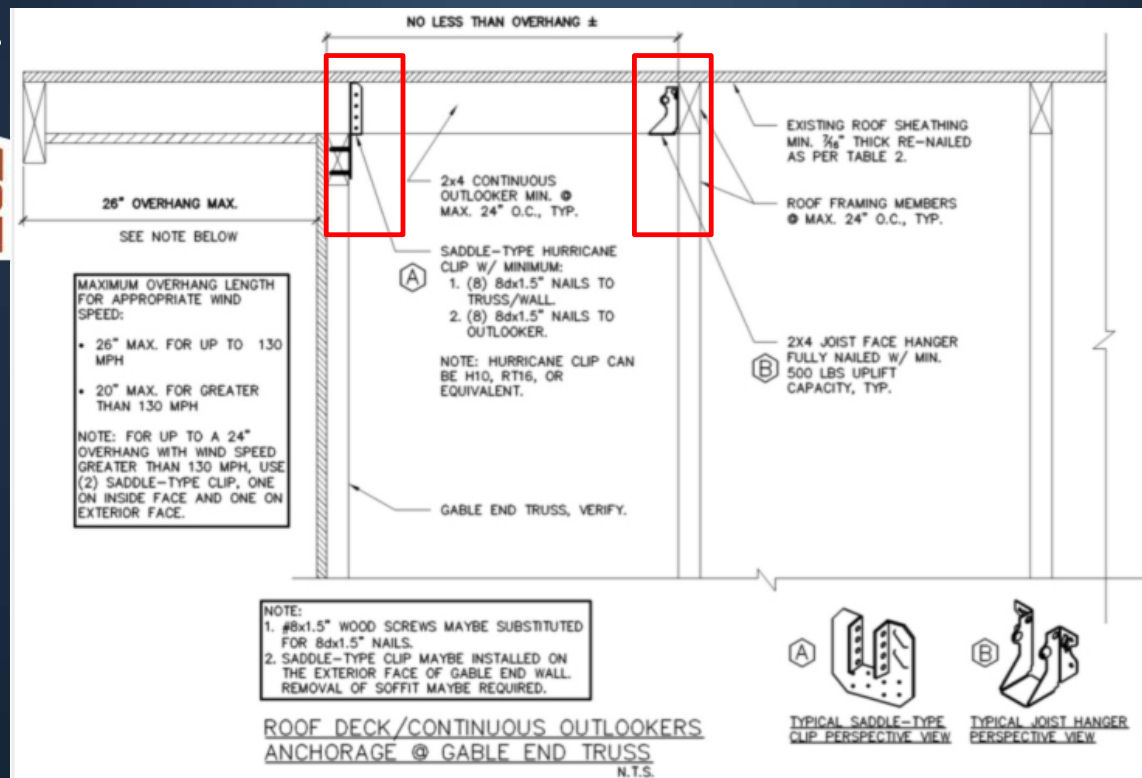 NO LESS THAN OVERHANG ±
26" OVERHANG MAX.
SEE NOTE BELOW
MAXIMUM OVERHANG LENGTH
FOR APPROPRIATE WIND
SPEED:
• 26" MAX. FOR UP TO 130
MPH
• 20" MAX. FOR GREATER
THAN 130 MPH
NOTE: FOR UP TO A 24"
OVERHANG WITH WIND SPEED
GREATER THAN 130 MPH, USE
(2) SADDLE-TYPE CLIP, ONE
ON INSIDE FACE AND ONE ON
EXTERIOR FACE.
2x4 CONTINUOUS
OUTLOOKER MIN. @
MAX. 24" O.C., TYP.
A
SADDLE-TYPE HURRICANE
CLIP W/ MINIMUM:
1. (8) 8dx1.5" NAILS TO
TRUSS/WALL.
2. (8) 8dx1.5" NAILS TO
OUTLOOKER.
NOTE: HURRICANE CLIP CAN
BE H10, RT16, OR
EQUIVALENT.
GABLE END TRUSS, VERIFY.
EXISTING ROOF SHEATHING
MIN. 7/16" THICK RE-NAILED
AS PER TABLE 2.
ROOF FRAMING MEMBERS
@ MAX. 24" O.C., TYP.
B
2X4 JOIST FACE HANGER
FULLY NAILED W/ MIN.
500 LBS UPLIFT
CAPACITY, TYP.
NOTE:
1. #8x1.5" WOOD SCREWS MAYBE SUBSTITUTED
FOR 8dx1.5" NAILS.
2. SADDLE-TYPE CLIP MAYBE INSTALLED ON
THE EXTERIOR FACE OF GABLE END WALL.
REMOVAL OF SOFFIT MAYBE REQUIRED.
ROOF DECK/CONTINUOUS OUTLOOKERS
ANCHORAGE @ GABLE END TRUSS
N.T.S.
A
TYPICAL SADDLE-TYPE
CLIP PERSPECTIVE VIEW
B
TYPICAL JOIST HANGER
PERSPECTIVE VIEW